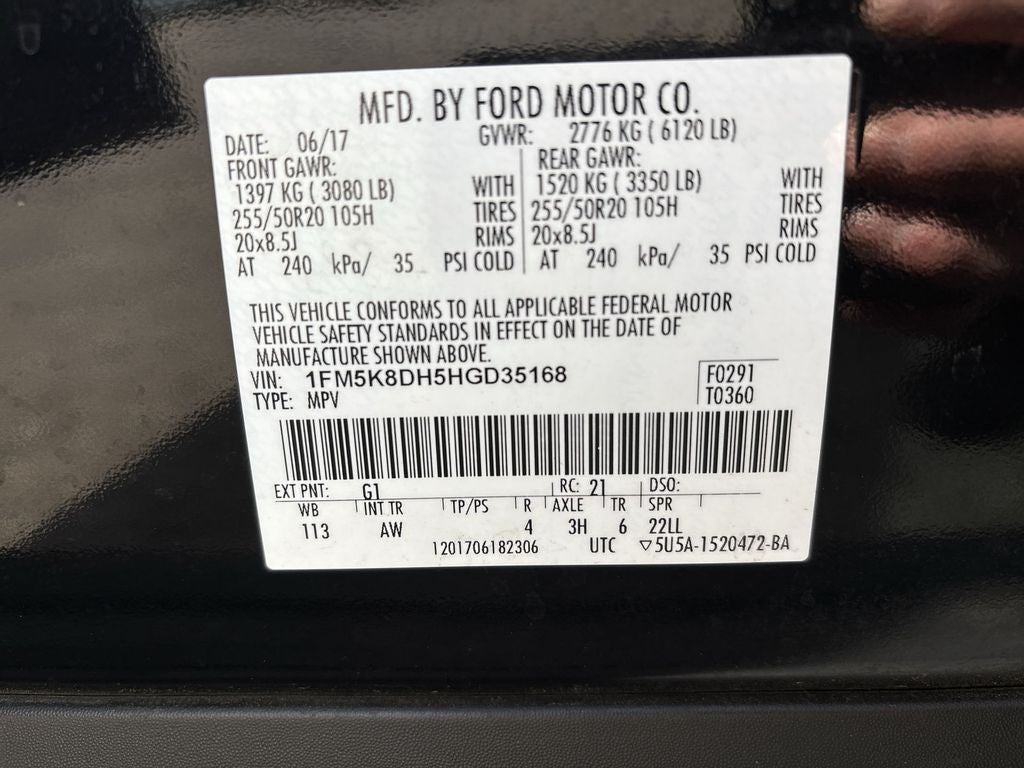 MFD. BY FORD MOTOR CO.
DATE: 06/17 GVWR: 2776 KG ( 6120 LB)
FRONT GAWR: REAR GAWR:
1397 KG ( 3080 LB) WITH 1520 KG ( 3350 LB) WITH
255/50R20 105H TIRES 255/50R20 105H TIRES
20x8.5J RIMS 20x8.5J RIMS
AT 240 kPa/ 35 PSI COLD AT 240 kPa/ 35 PSI COLD
THIS VEHICLE CONFORMS TO ALL APPLICABLE FEDERAL MOTOR
VEHICLE SAFETY STANDARDS IN EFFECT ON THE DATE OF
MANUFACTURE SHOWN ABOVE.
VIN: 1FM5K8DH5HGD35168 F0291
TYPE: MPV T0360
EXT PNT: G1 RC: 21 DSO:
WB INT TR TP/PS R AXLE TR SPR
113 AW 4 3H 6 22LL
1201706182306 UTC ▽5U5A-1520472-BA